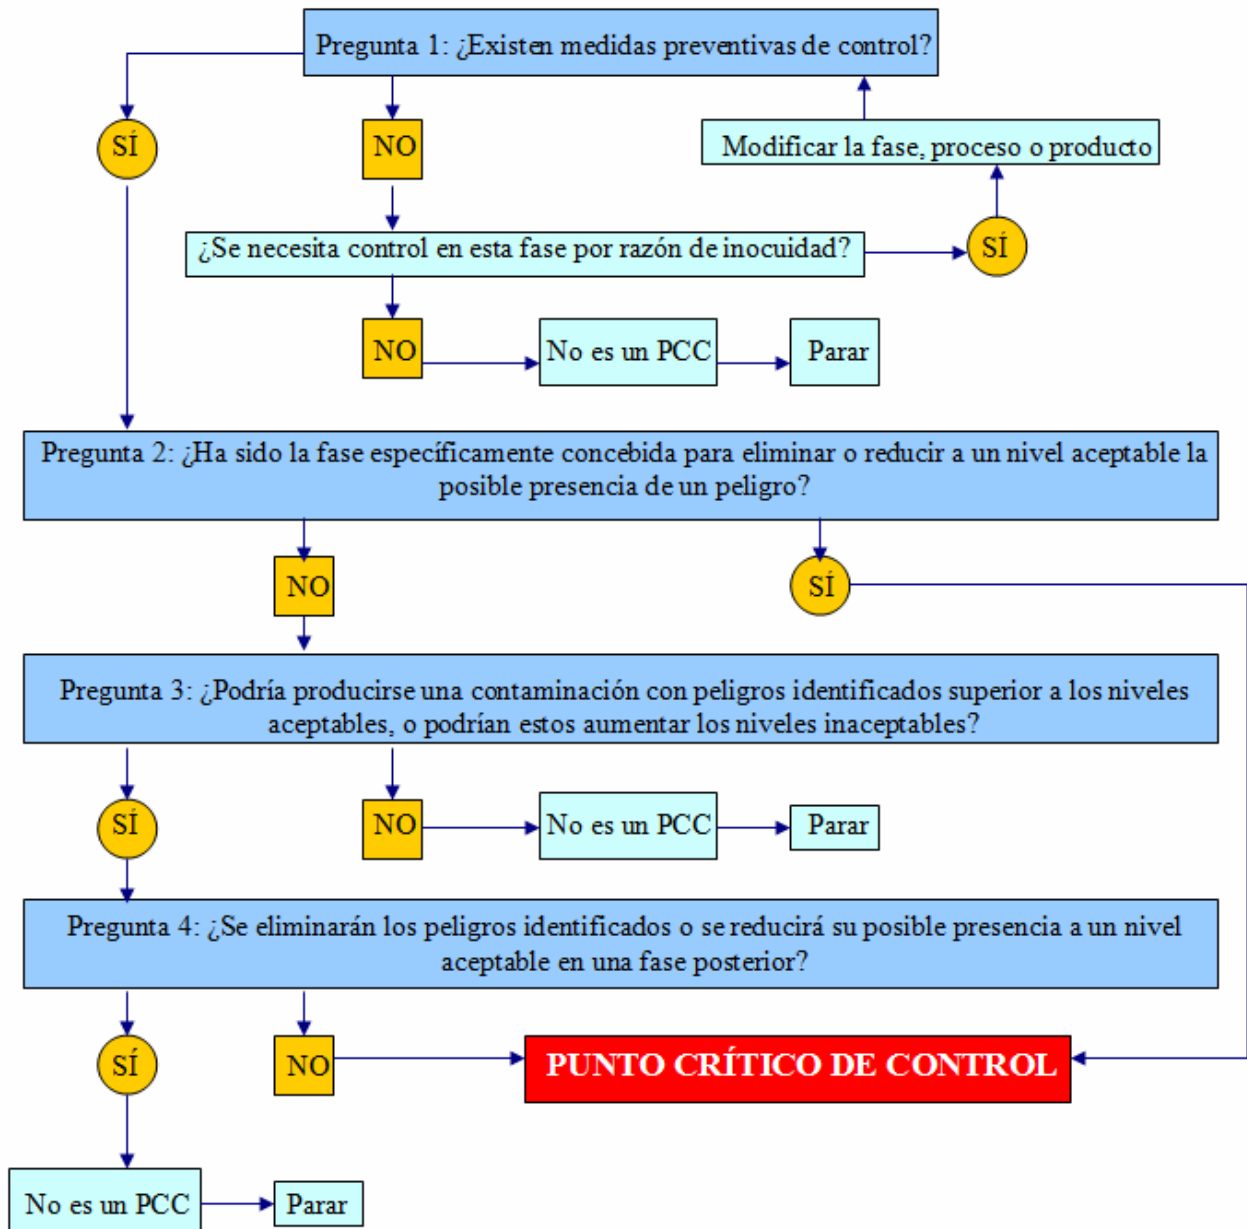 Pregunta 1: ¿Existen medidas preventivas de control?
SÍ
NO
Modificar la fase, proceso o producto
¿Se necesita control en esta fase por razón de inocuidad?
SÍ
NO
No es un PCC
Parar
Pregunta 2: ¿Ha sido la fase específicamente concebida para eliminar o reducir a un nivel aceptable la
posible presencia de un peligro?
NO
SÍ
Pregunta 3: ¿Podría producirse una contaminación con peligros identificados superior a los niveles
aceptables, o podrían estos aumentar los niveles inaceptables?
SÍ
NO
No es un PCC
Parar
Pregunta 4: ¿Se eliminarán los peligros identificados o se reducirá su posible presencia a un nivel
aceptable en una fase posterior?
SÍ
NO
PUNTO CRÍTICO DE CONTROL
No es un PCC
Parar